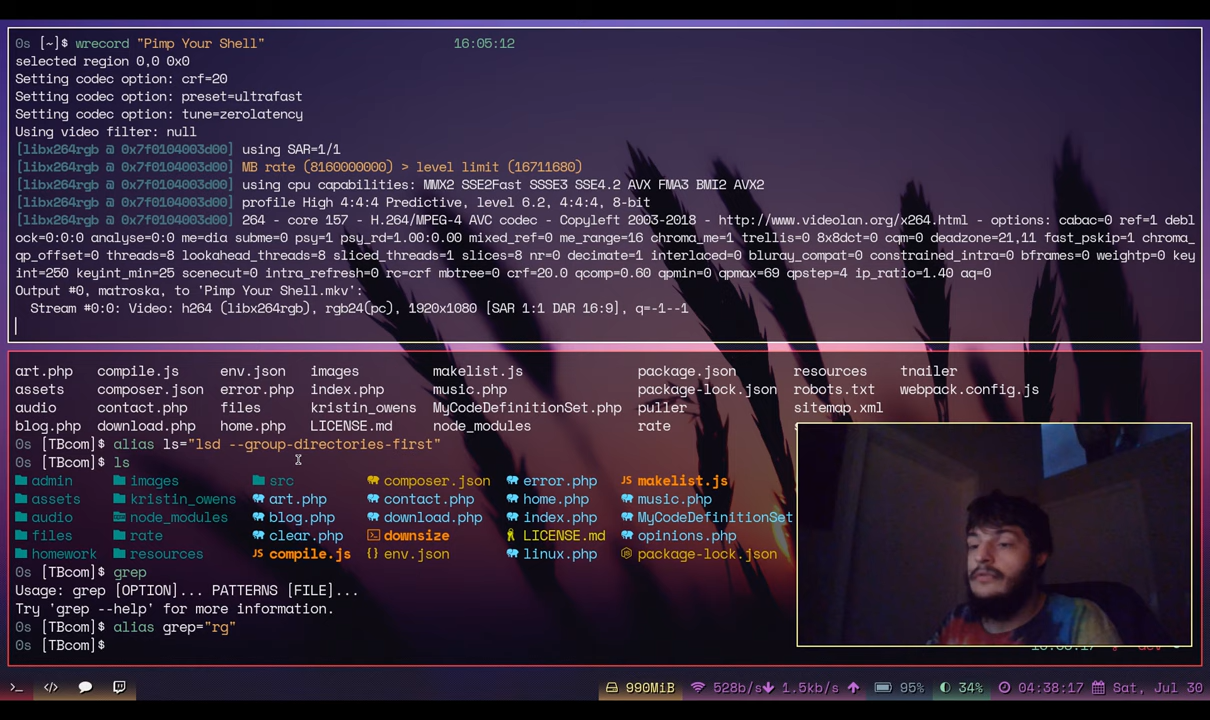 0s [~]$ wrecord "Pimp Your Shell" 16:05:12
selected region 0,0 0x0
Setting codec option: crf=20
Setting codec option: preset=ultrafast
Setting codec option: tune=zerolatency
Using video filter: null
[libx264rgb @ 0x7f0104003d00] using SAR=1/1
[libx264rgb @ 0x7f0104003d00] MB rate (8160000000) > level limit (16711680)
[libx264rgb @ 0x7f0104003d00] using cpu capabilities: MMX2 SSE2Fast SSSE3 SSE4.2 AVX FMA3 BMI2 AVX2
[libx264rgb @ 0x7f0104003d00] profile High 4:4:4 Predictive, level 6.2, 4:4:4, 8-bit
[libx264rgb @ 0x7f0104003d00] 264 - core 157 - H.264/MPEG-4 AVC codec - Copyleft 2003-2018 - http://www.videolan.org/x264.html - options: cabac=0 ref=1 debl
ock=0:0:0 analyse=0:0 me=dia subme=0 psy=1 psy_rd=1.00:0.00 mixed_ref=0 me_range=16 chroma_me=1 trellis=0 8x8dct=0 cqm=0 deadzone=21,11 fast_pskip=1 chroma_
qp_offset=0 threads=8 lookahead_threads=8 sliced_threads=1 slices=8 nr=0 decimate=1 interlaced=0 bluray_compat=0 constrained_intra=0 bframes=0 weightp=0 key
int=250 keyint_min=25 scenecut=0 intra_refresh=0 rc=crf mbtree=0 crf=20.0 qcomp=0.60 qpmin=0 qpmax=69 qpstep=4 ip_ratio=1.40 aq=0
Output #0, matroska, to 'Pimp Your Shell.mkv':
Stream #0:0: Video: h264 (libx264rgb), rgb24(pc), 1920x1080 [SAR 1:1 DAR 16:9], q=-1--1
art.php compile.js env.json images makelist.js package.json resources tnailer
assets composer.json error.php index.php music.php package-lock.json robots.txt webpack.config.js
audio contact.php files kristin_owens MyCodeDefinitionSet.php puller sitemap.xml
blog.php download.php home.php LICENSE.md node_modules rate
0s [TBcom]$ alias ls="lsd --group-directories-first"
0s [TBcom]$ ls
admin images src composer.json error.php makelist.js
assets kristin_owens art.php contact.php home.php music.php
audio node_modules blog.php download.php index.php MyCodeDefinitionSet
files rate clear.php downsize LICENSE.md opinions.php
homework resources compile.js env.json linux.php package-lock.json
0s [TBcom]$ grep
Usage: grep [OPTION]... PATTERNS [FILE]...
Try 'grep --help' for more information.
0s [TBcom]$ alias grep="rg"
0s [TBcom]$
990MiB 528b/s 1.5kb/s 95% 34% 04:38:17 Sat, Jul 30